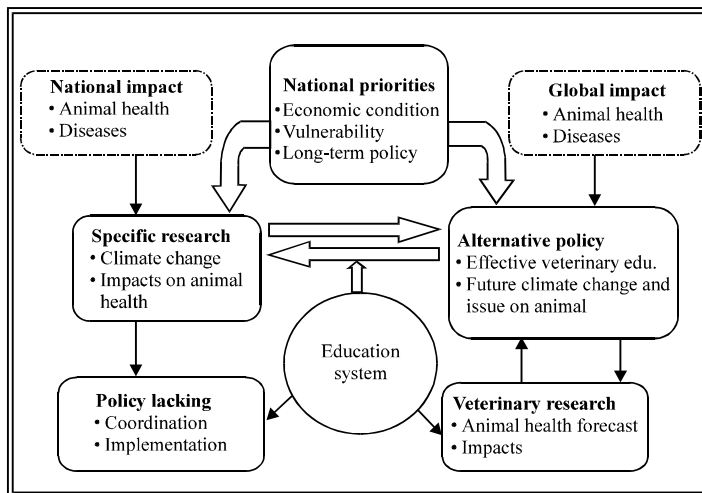 National impact
• Animal health
• Diseases
National priorities
• Economic condition
• Vulnerability
• Long-term policy
Global impact
• Animal health
• Diseases
Specific research
• Climate change
• Impacts on animal
health
Alternative policy
• Effective veterinary edu.
• Future climate change and
issue on animal
Education
system
Policy lacking
• Coordination
• Implementation
Veterinary research
• Animal health forecast
• Impacts